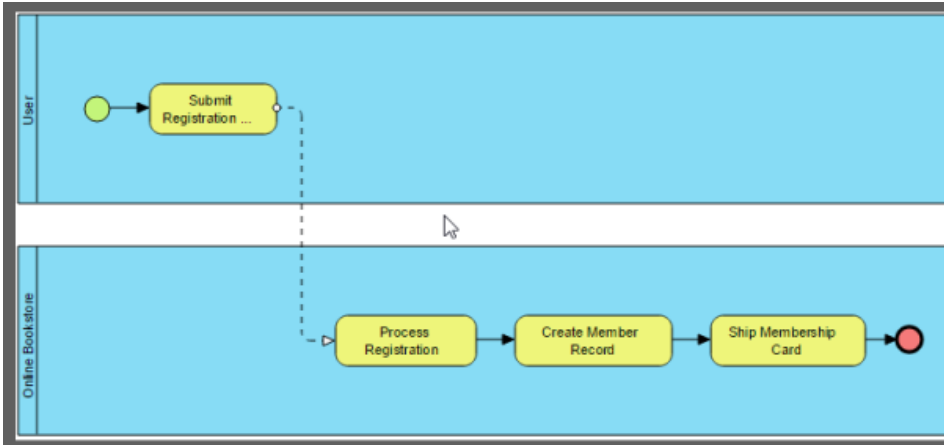 User
Submit
Registration ...
Online Bookstore
Process
Registration
Create Member
Record
Ship Membership
Card